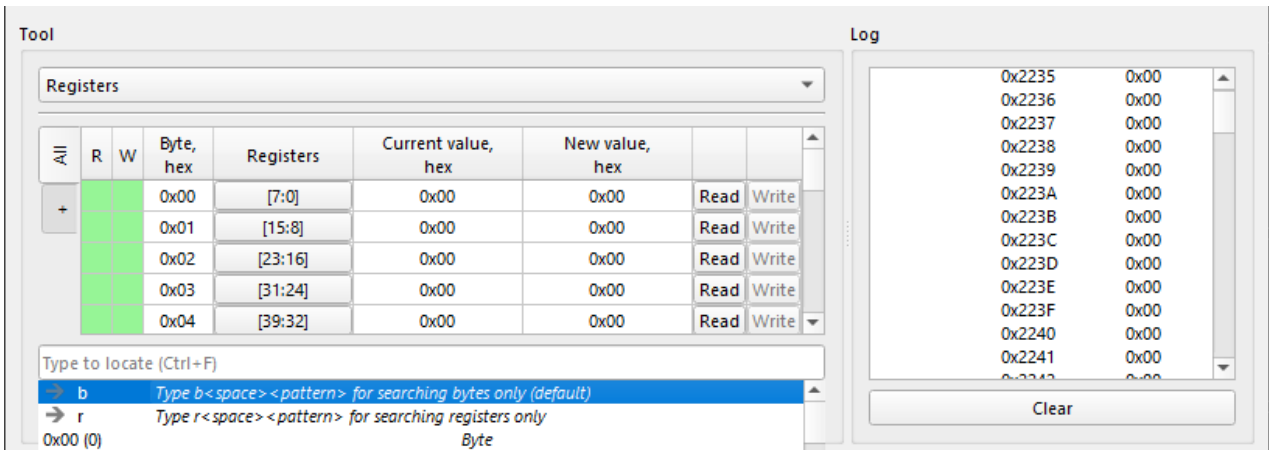 Tool
Registers
All
+
R W Byte, hex Registers Current value, hex New value, hex
0x00 [7:0] 0x00 0x00 Read Write
0x01 [15:8] 0x00 0x00 Read Write
0x02 [23:16] 0x00 0x00 Read Write
0x03 [31:24] 0x00 0x00 Read Write
0x04 [39:32] 0x00 0x00 Read Write
Type to locate (Ctrl+F)
b Type b<space><pattern> for searching bytes only (default)
r Type r<space><pattern> for searching registers only
0x00 (0) Byte
Log
0x2235 0x00
0x2236 0x00
0x2237 0x00
0x2238 0x00
0x2239 0x00
0x223A 0x00
0x223B 0x00
0x223C 0x00
0x223D 0x00
0x223E 0x00
0x223F 0x00
0x2240 0x00
0x2241 0x00
0x2242 0x00
Clear